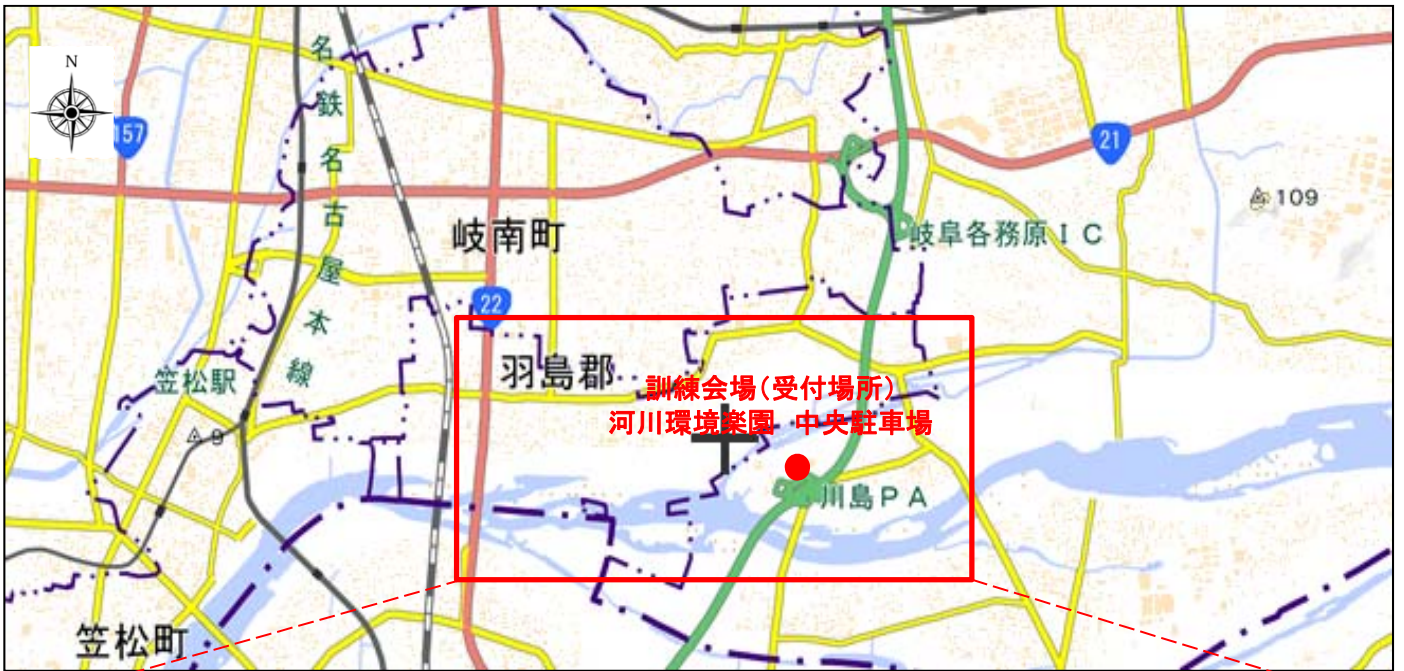 N
157
名鉄名古屋本線
21
109
岐南町
岐阜各務原IC
22
羽島郡
訓練会場(受付場所)
河川環境楽園 中央駐車場
笠松駅
9
川島PA
笠松町